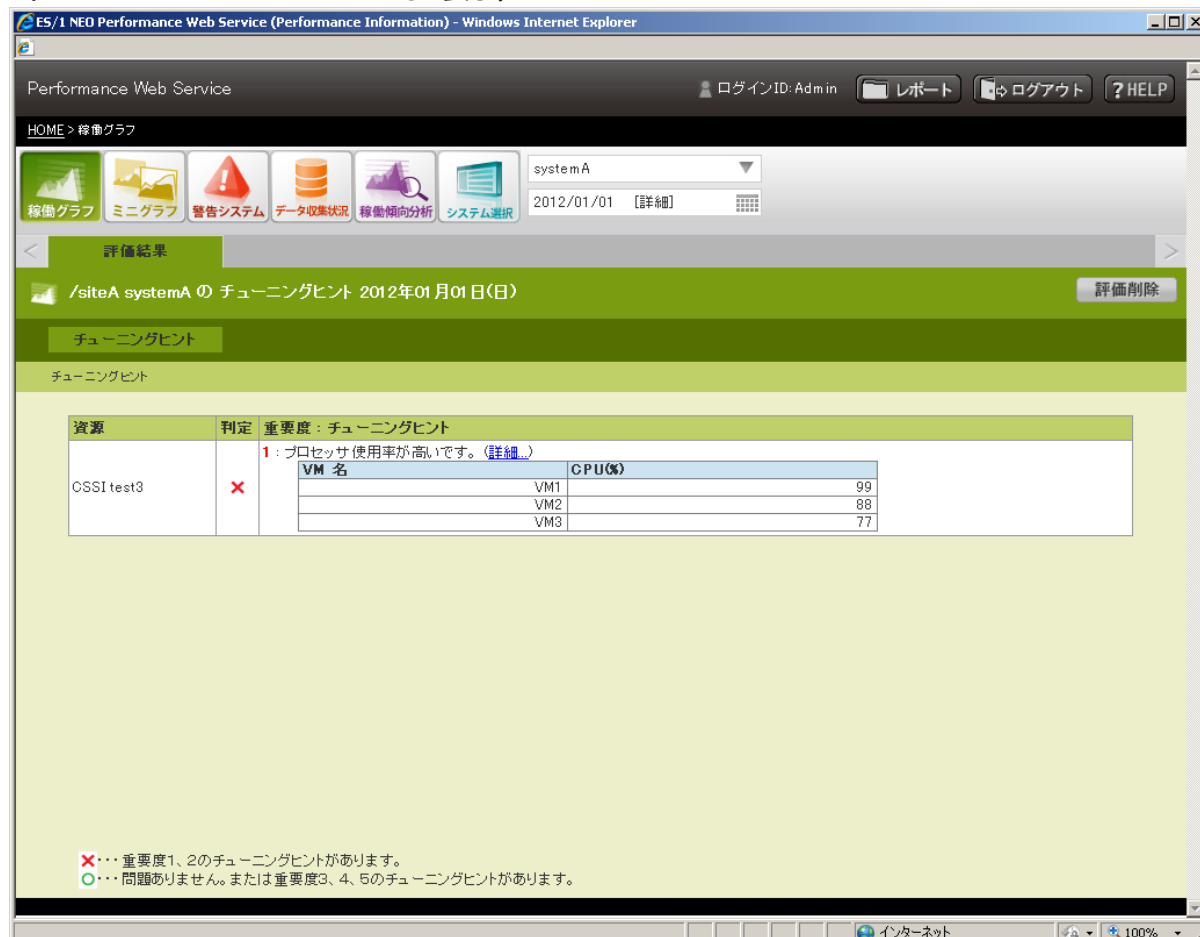 ES/1 NEO Performance Web Service (Performance Information) - Windows Internet Explorer
Performance Web Service
ログインID:Admin
レポート
ログアウト
? HELP
HOME > 稼働グラフ
稼働グラフ
ミニグラフ
警告システム
データ収集状況
稼働傾向分析
システム選択
systemA
2012/01/01 [詳細]
< 評価結果 >
/siteA systemA の チューニングヒント 2012年01月01日(日)
評価削除
チューニングヒント
チューニングヒント
資源 判定 重要度:チューニングヒント
CSSI test3
1:プロセッサ使用率が高いです。(詳細...)
VM 名 CPU(%)
VM1 99
VM2 88
VM3 77
×・・・重要度1、2のチューニングヒントがあります。
○・・・問題ありません。または重要度3、4、5のチューニングヒントがあります。
インターネット
100%